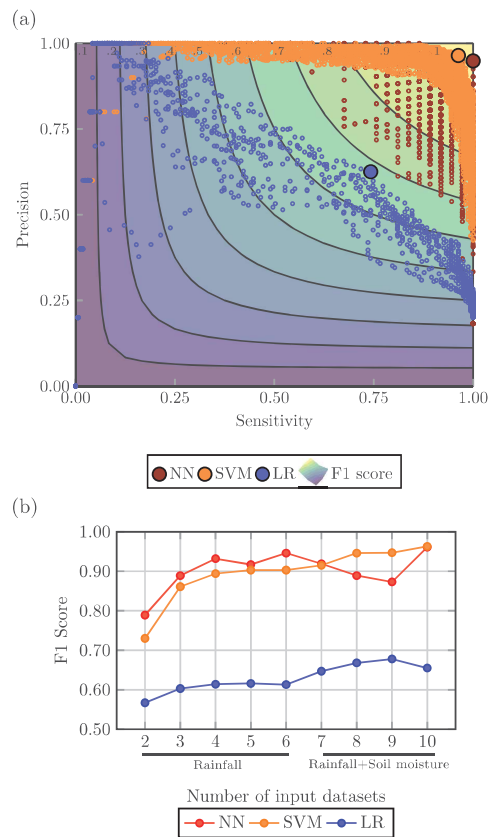 (a)
1.00
.1 .2 .3 .4 .5 .6 .7 .8 .9 1
0.75
0.50
0.25
0.00
Precision
0.00 0.25 0.50 0.75 1.00
Sensitivity
NN SVM LR F1 score
(b)
1.00
0.90
0.80
0.70
0.60
0.50
F1 Score
2 3 4 5 6 7 8 9 10
Rainfall Rainfall+Soil moisture
Number of input datasets
NN SVM LR